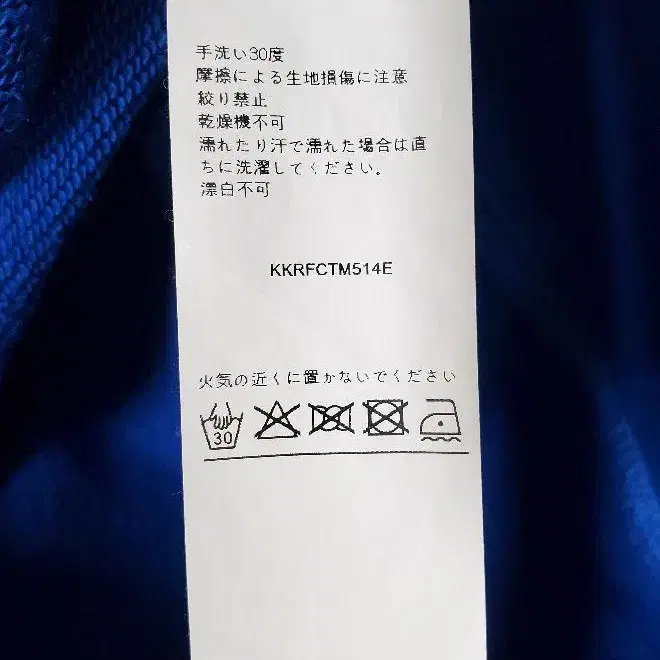 手洗い30度
摩擦による生地損傷に注意
絞り禁止
乾燥機不可
濡れたり汗で濡れた場合は直
ちに洗濯してください。
漂白不可
KKRFCTM514E
火気の近くに置かないでください
30